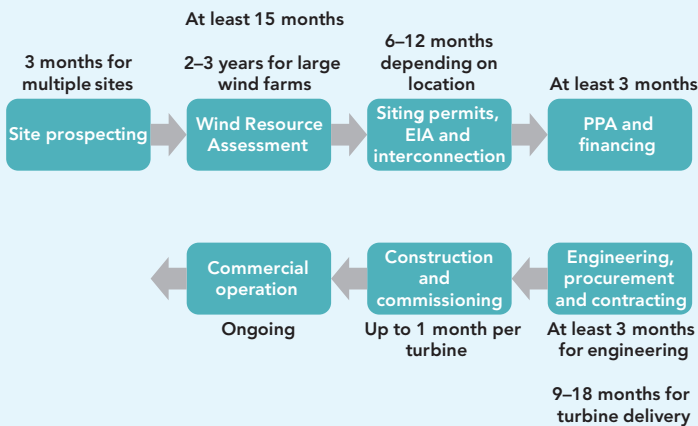 3 months for
multiple sites
Site prospecting
At least 15 months
2–3 years for large
wind farms
Wind Resource
Assessment
6–12 months
depending on
location
Siting permits,
EIA and
interconnection
At least 3 months
PPA and
financing
Engineering,
procurement
and contracting
At least 3 months
for engineering
9–18 months for
turbine delivery
Construction
and
commissioning
Up to 1 month per
turbine
Commercial
operation
Ongoing